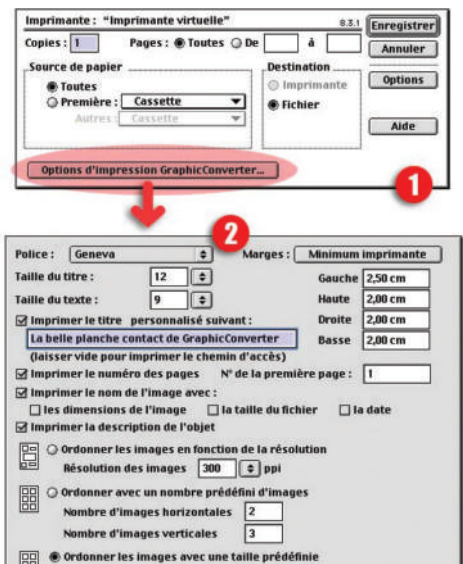 Imprimante : "Imprimante virtuelle" 8.3.1 Enregistrer
Copies : 1 Pages : Toutes De à Annuler
Source de papier Destination
Toutes Imprimante Options
Première : Cassette Fichier
Autres : Cassette Aide
Options d'impression GraphicConverter... 1
2
Police : Geneva Marges : Minimum imprimante
Taille du titre : 12 Gauche 2,50 cm
Taille du texte : 9 Haute 2,00 cm
Imprimer le titre personnalisé suivant : Droite 2,00 cm
La belle planche contact de GraphicConverter Basse 2,00 cm
(laisser vide pour imprimer le chemin d'accès)
Imprimer le numéro des pages N° de la première page : 1
Imprimer le nom de l'image avec :
les dimensions de l'image la taille du fichier la date
Imprimer la description de l'objet
Ordonner les images en fonction de la résolution
Résolution des images 300 ppi
Ordonner avec un nombre prédéfini d'images
Nombre d'images horizontales 2
Nombre d'images verticales 3
Ordonner les images avec une taille prédéfinie